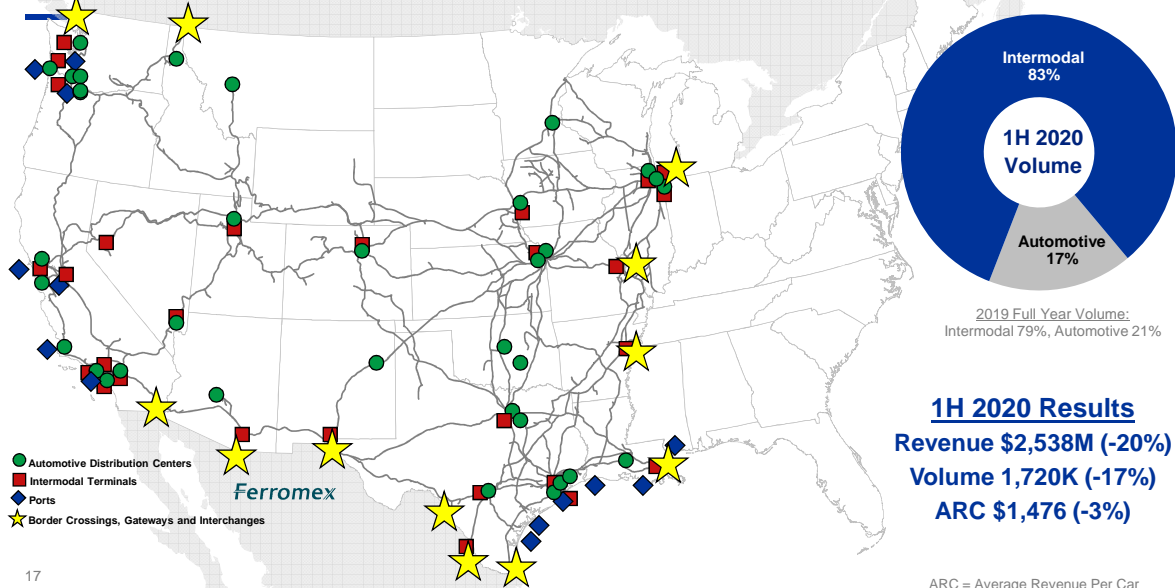 Intermodal
83%
1H 2020
Volume
Automotive
17%
2019 Full Year Volume:
Intermodal 79%, Automotive 21%
1H 2020 Results
Revenue $2,538M (-20%)
Volume 1,720K (-17%)
ARC $1,476 (-3%)
Automotive Distribution Centers
Intermodal Terminals
Ports
Border Crossings, Gateways and Interchanges
Ferromex
17
ARC = Average Revenue Per Car